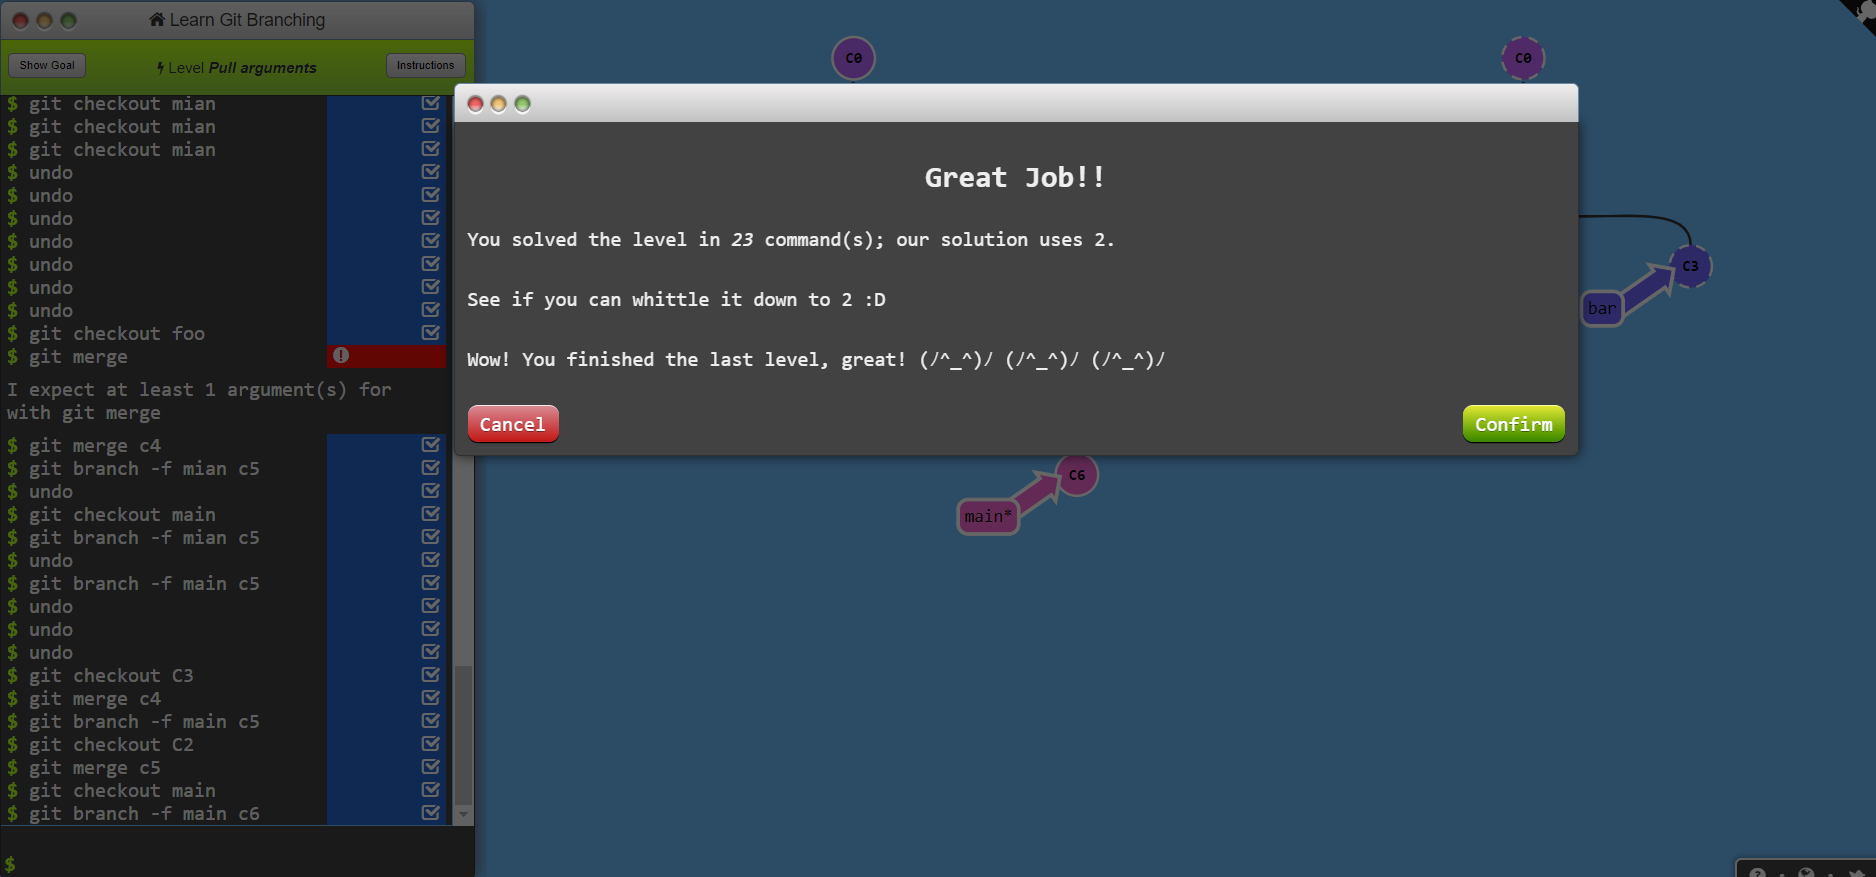 Learn Git Branching
Show Goal
Level Pull arguments
Instructions
$ git checkout mian
$ git checkout mian
$ git checkout mian
$ undo
$ undo
$ undo
$ undo
$ undo
$ undo
$ undo
$ git checkout foo
$ git merge
I expect at least 1 argument(s) for
with git merge
$ git merge c4
$ git branch -f mian c5
$ undo
$ git checkout main
$ git branch -f mian c5
$ undo
$ git branch -f main c5
$ undo
$ undo
$ undo
$ git checkout C3
$ git merge c4
$ git branch -f main c5
$ git checkout C2
$ git merge c5
$ git checkout main
$ git branch -f main c6
$
C0
C0
Great Job!!
You solved the level in 23 command(s); our solution uses 2.
See if you can whittle it down to 2 :D
Wow! You finished the last level, great! (/^_^)/ (/^_^)/ (/^_^)/
Cancel
Confirm
C3
bar
C6
main*